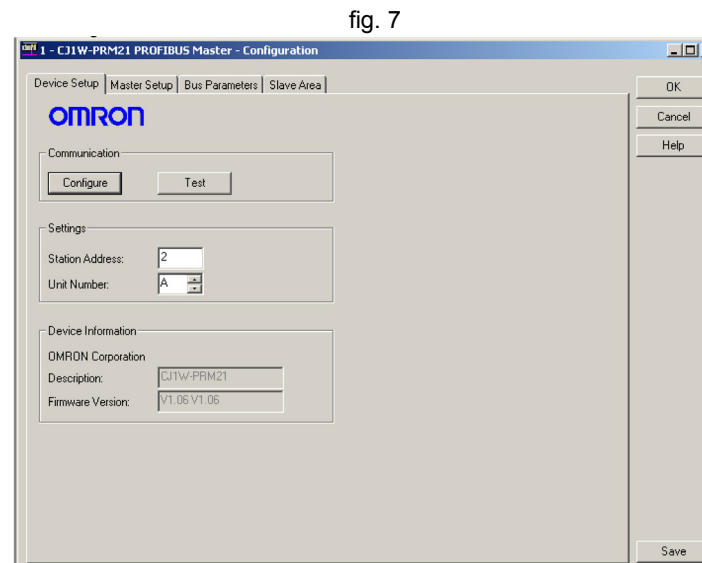 fig. 7
1 - CJ1W-PRM21 PROFIBUS Master - Configuration
Device Setup Master Setup Bus Parameters Slave Area
OK
OMRON
Cancel
Help
Communication
Configure Test
Settings
Station Address: 2
Unit Number: A
Device Information
OMRON Corporation
Description: CJ1W-PRM21
Firmware Version: V1.06 V1.06
Save